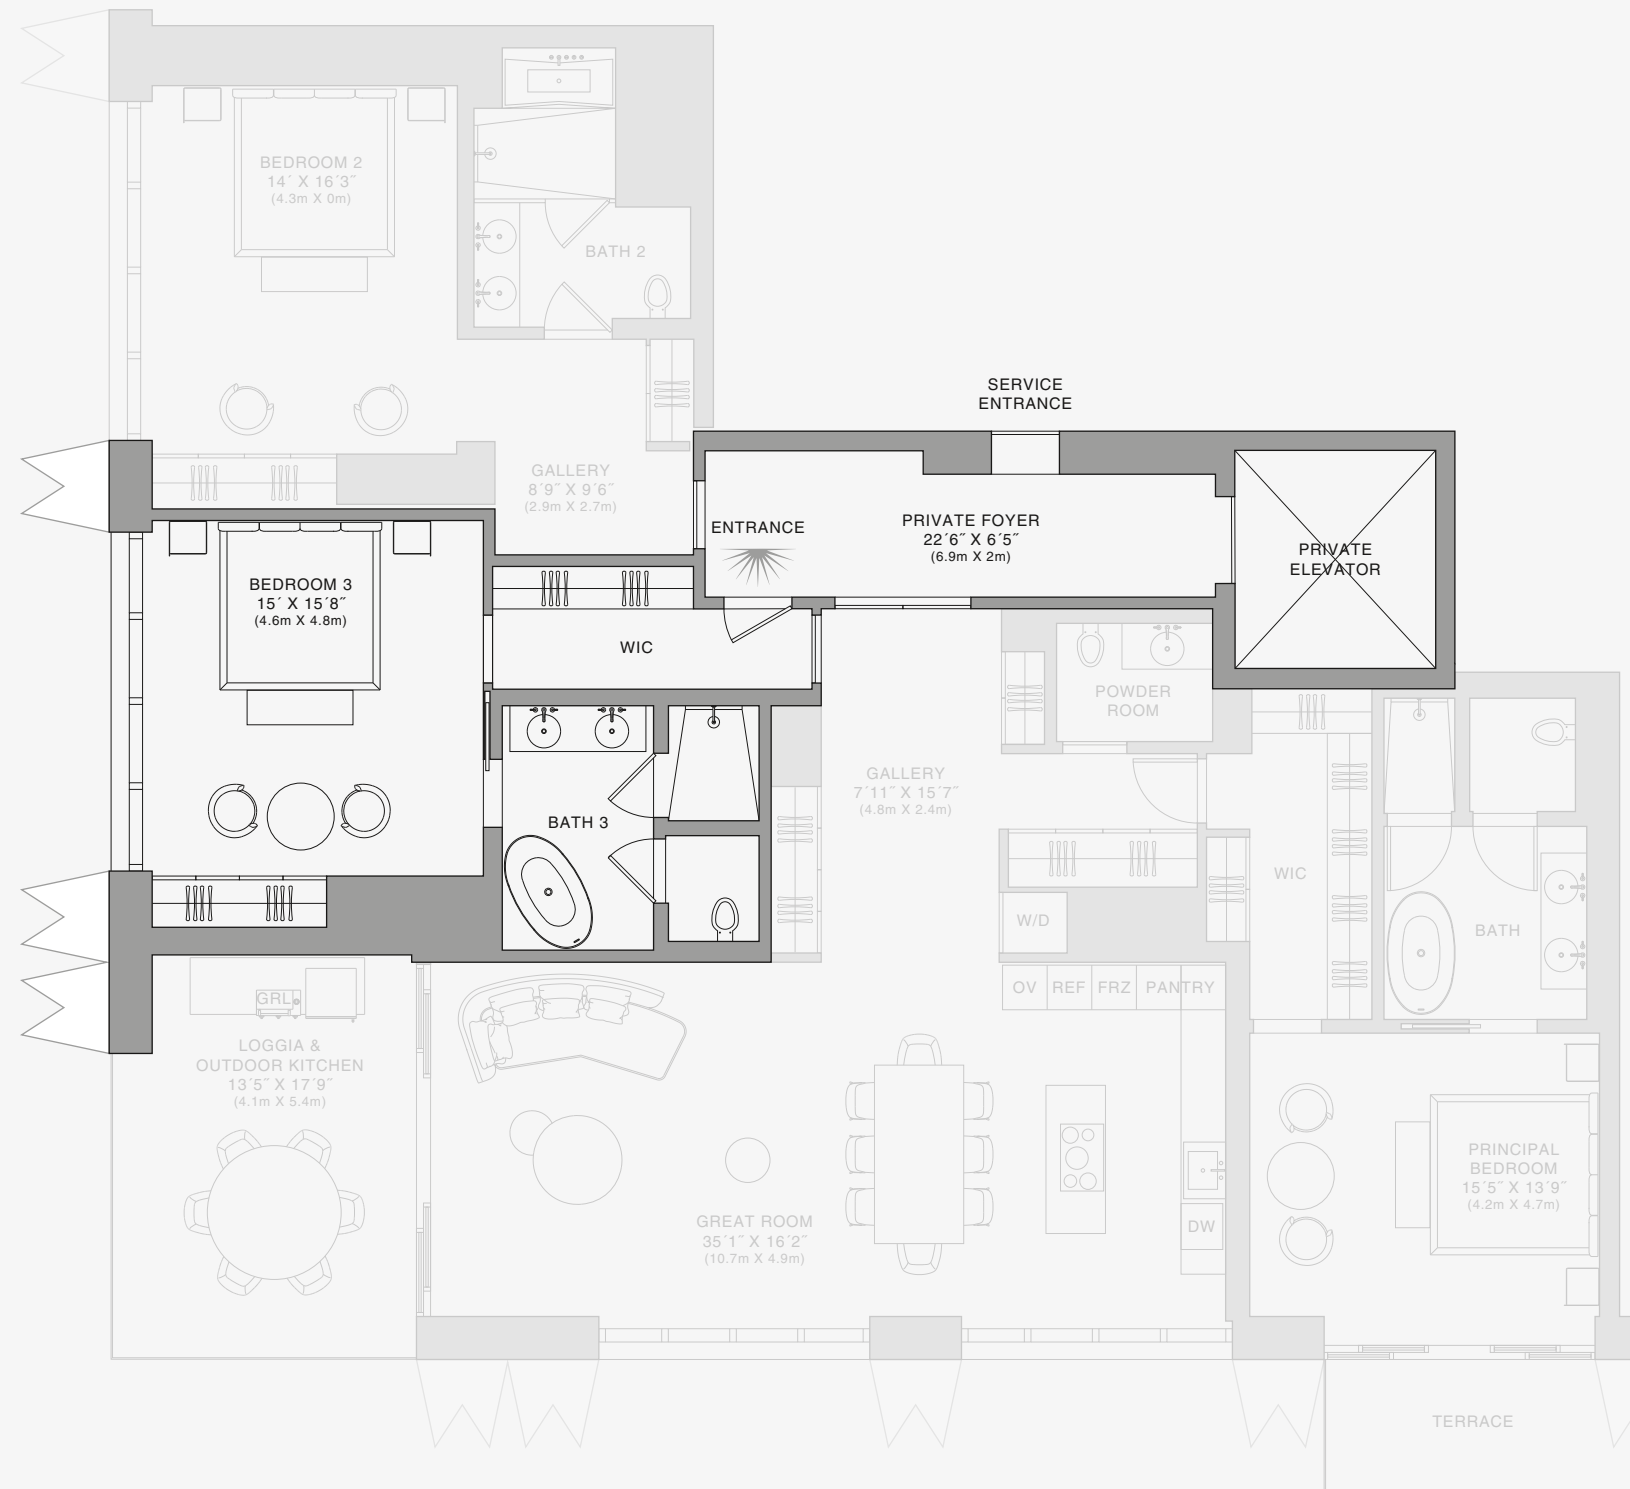 BEDROOM 2
14´ X 16´3˝
(4.3m X 0m)
BATH 2
SERVICE
ENTRANCE
GALLERY
8´9˝ X 9´6˝
(2.9m X 2.7m)
ENTRANCE
PRIVATE FOYER
22´6˝ X 6´5˝
(6.9m X 2m)
PRIVATE
ELEVATOR
BEDROOM 3
15´ X 15´8˝
(4.6m X 4.8m)
WIC
POWDER
ROOM
GALLERY
7´11˝ X 15´7˝
(4.8m X 2.4m)
BATH 3
WIC
W/D
BATH
OV
REF
FRZ
PANTRY
GRL
LOGGIA &
OUTDOOR KITCHEN
13´5˝ X 17´9˝
(4.1m X 5.4m)
PRINCIPAL
BEDROOM
15´5˝ X 13´9˝
(4.2m X 4.7m)
GREAT ROOM
35´1˝ X 16´2˝
(10.7m X 4.9m)
DW
TERRACE